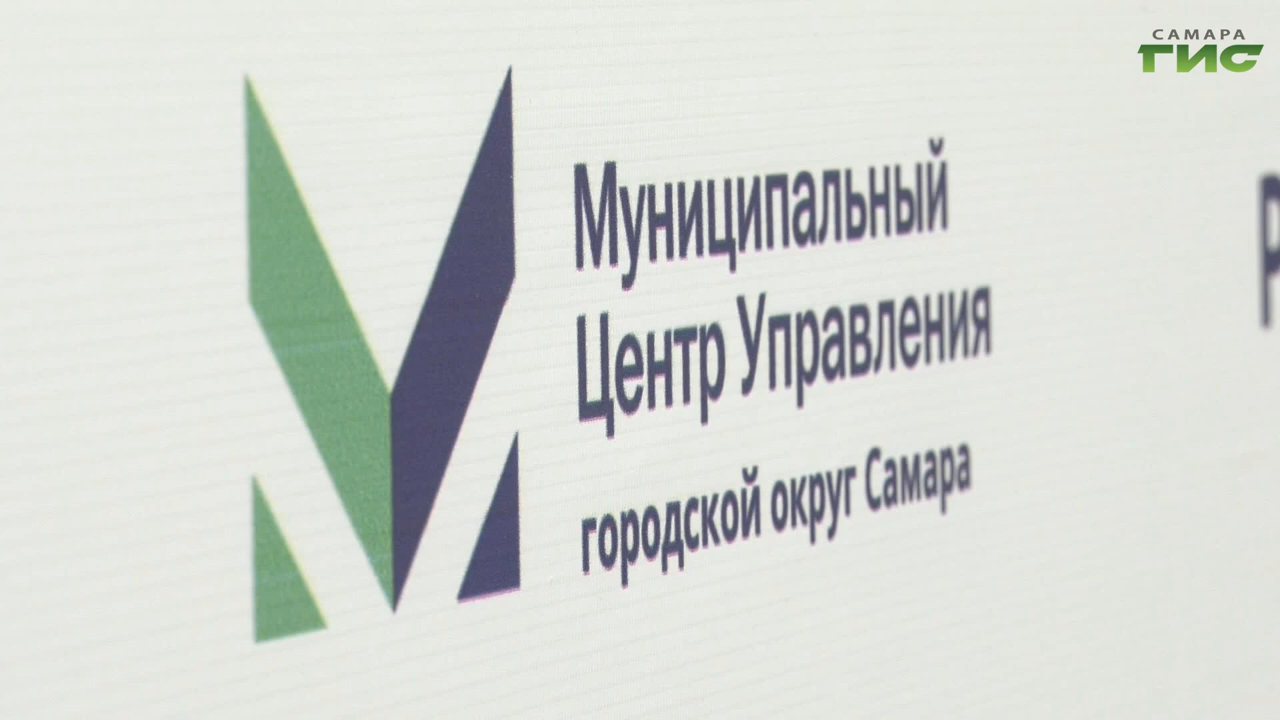 САМАРА
ГИС
Муниципальный
Центр Управления
городской округ Самара